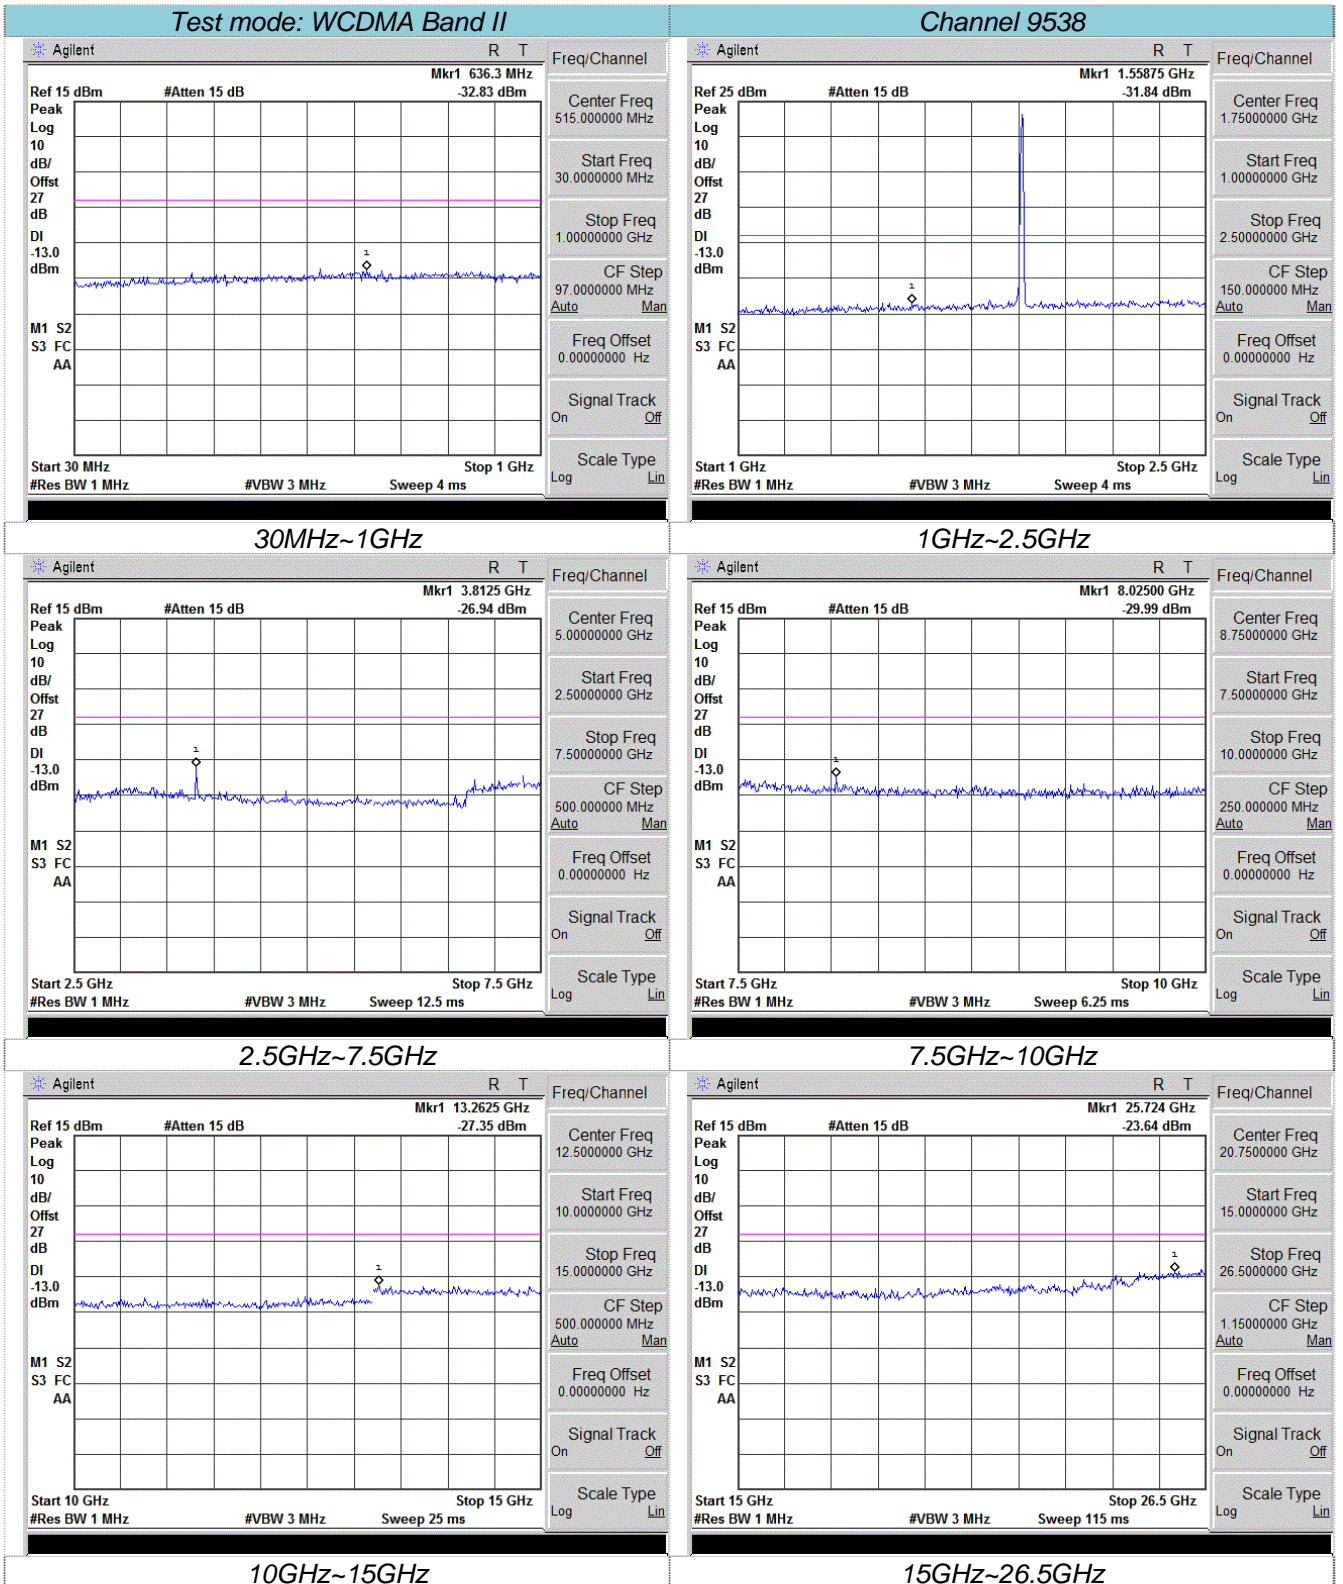 Test mode: WCDMA Band II
Channel 9538
Agilent R T
Mkr1 636.3 MHz
Ref 15 dBm #Atten 15 dB -32.83 dBm
Peak
Log
10
dB/
Offst
27
dB
DI
-13.0
dBm
M1 S2
S3 FC
AA
1
Start 30 MHz Stop 1 GHz
#Res BW 1 MHz #VBW 3 MHz Sweep 4 ms
Freq/Channel
Center Freq
515.000000 MHz
Start Freq
30.0000000 MHz
Stop Freq
1.00000000 GHz
CF Step
97.0000000 MHz
Auto Man
Freq Offset
0.00000000 Hz
Signal Track
On Off
Scale Type
Log Lin
30MHz~1GHz
Agilent R T
Mkr1 1.55875 GHz
Ref 25 dBm #Atten 15 dB -31.84 dBm
Peak
Log
10
dB/
Offst
27
dB
DI
-13.0
dBm
M1 S2
S3 FC
AA
1
Start 1 GHz Stop 2.5 GHz
#Res BW 1 MHz #VBW 3 MHz Sweep 4 ms
Freq/Channel
Center Freq
1.75000000 GHz
Start Freq
1.00000000 GHz
Stop Freq
2.50000000 GHz
CF Step
150.000000 MHz
Auto Man
Freq Offset
0.00000000 Hz
Signal Track
On Off
Scale Type
Log Lin
1GHz~2.5GHz
Agilent R T
Mkr1 3.8125 GHz
Ref 15 dBm #Atten 15 dB -26.94 dBm
Peak
Log
10
dB/
Offst
27
dB
DI
-13.0
dBm
M1 S2
S3 FC
AA
1
Start 2.5 GHz Stop 7.5 GHz
#Res BW 1 MHz #VBW 3 MHz Sweep 12.5 ms
Freq/Channel
Center Freq
5.00000000 GHz
Start Freq
2.50000000 GHz
Stop Freq
7.50000000 GHz
CF Step
500.000000 MHz
Auto Man
Freq Offset
0.00000000 Hz
Signal Track
On Off
Scale Type
Log Lin
2.5GHz~7.5GHz
Agilent R T
Mkr1 8.02500 GHz
Ref 15 dBm #Atten 15 dB -29.99 dBm
Peak
Log
10
dB/
Offst
27
dB
DI
-13.0
dBm
M1 S2
S3 FC
AA
1
Start 7.5 GHz Stop 10 GHz
#Res BW 1 MHz #VBW 3 MHz Sweep 6.25 ms
Freq/Channel
Center Freq
8.75000000 GHz
Start Freq
7.50000000 GHz
Stop Freq
10.0000000 GHz
CF Step
250.000000 MHz
Auto Man
Freq Offset
0.00000000 Hz
Signal Track
On Off
Scale Type
Log Lin
7.5GHz~10GHz
Agilent R T
Mkr1 13.2625 GHz
Ref 15 dBm #Atten 15 dB -27.35 dBm
Peak
Log
10
dB/
Offst
27
dB
DI
-13.0
dBm
M1 S2
S3 FC
AA
1
Start 10 GHz Stop 15 GHz
#Res BW 1 MHz #VBW 3 MHz Sweep 25 ms
Freq/Channel
Center Freq
12.5000000 GHz
Start Freq
10.0000000 GHz
Stop Freq
15.0000000 GHz
CF Step
500.000000 MHz
Auto Man
Freq Offset
0.00000000 Hz
Signal Track
On Off
Scale Type
Log Lin
10GHz~15GHz
Agilent R T
Mkr1 25.724 GHz
Ref 15 dBm #Atten 15 dB -23.64 dBm
Peak
Log
10
dB/
Offst
27
dB
DI
-13.0
dBm
M1 S2
S3 FC
AA
1
Start 15 GHz Stop 26.5 GHz
#Res BW 1 MHz #VBW 3 MHz Sweep 115 ms
Freq/Channel
Center Freq
20.7500000 GHz
Start Freq
15.0000000 GHz
Stop Freq
26.5000000 GHz
CF Step
1.15000000 GHz
Auto Man
Freq Offset
0.00000000 Hz
Signal Track
On Off
Scale Type
Log Lin
15GHz~26.5GHz